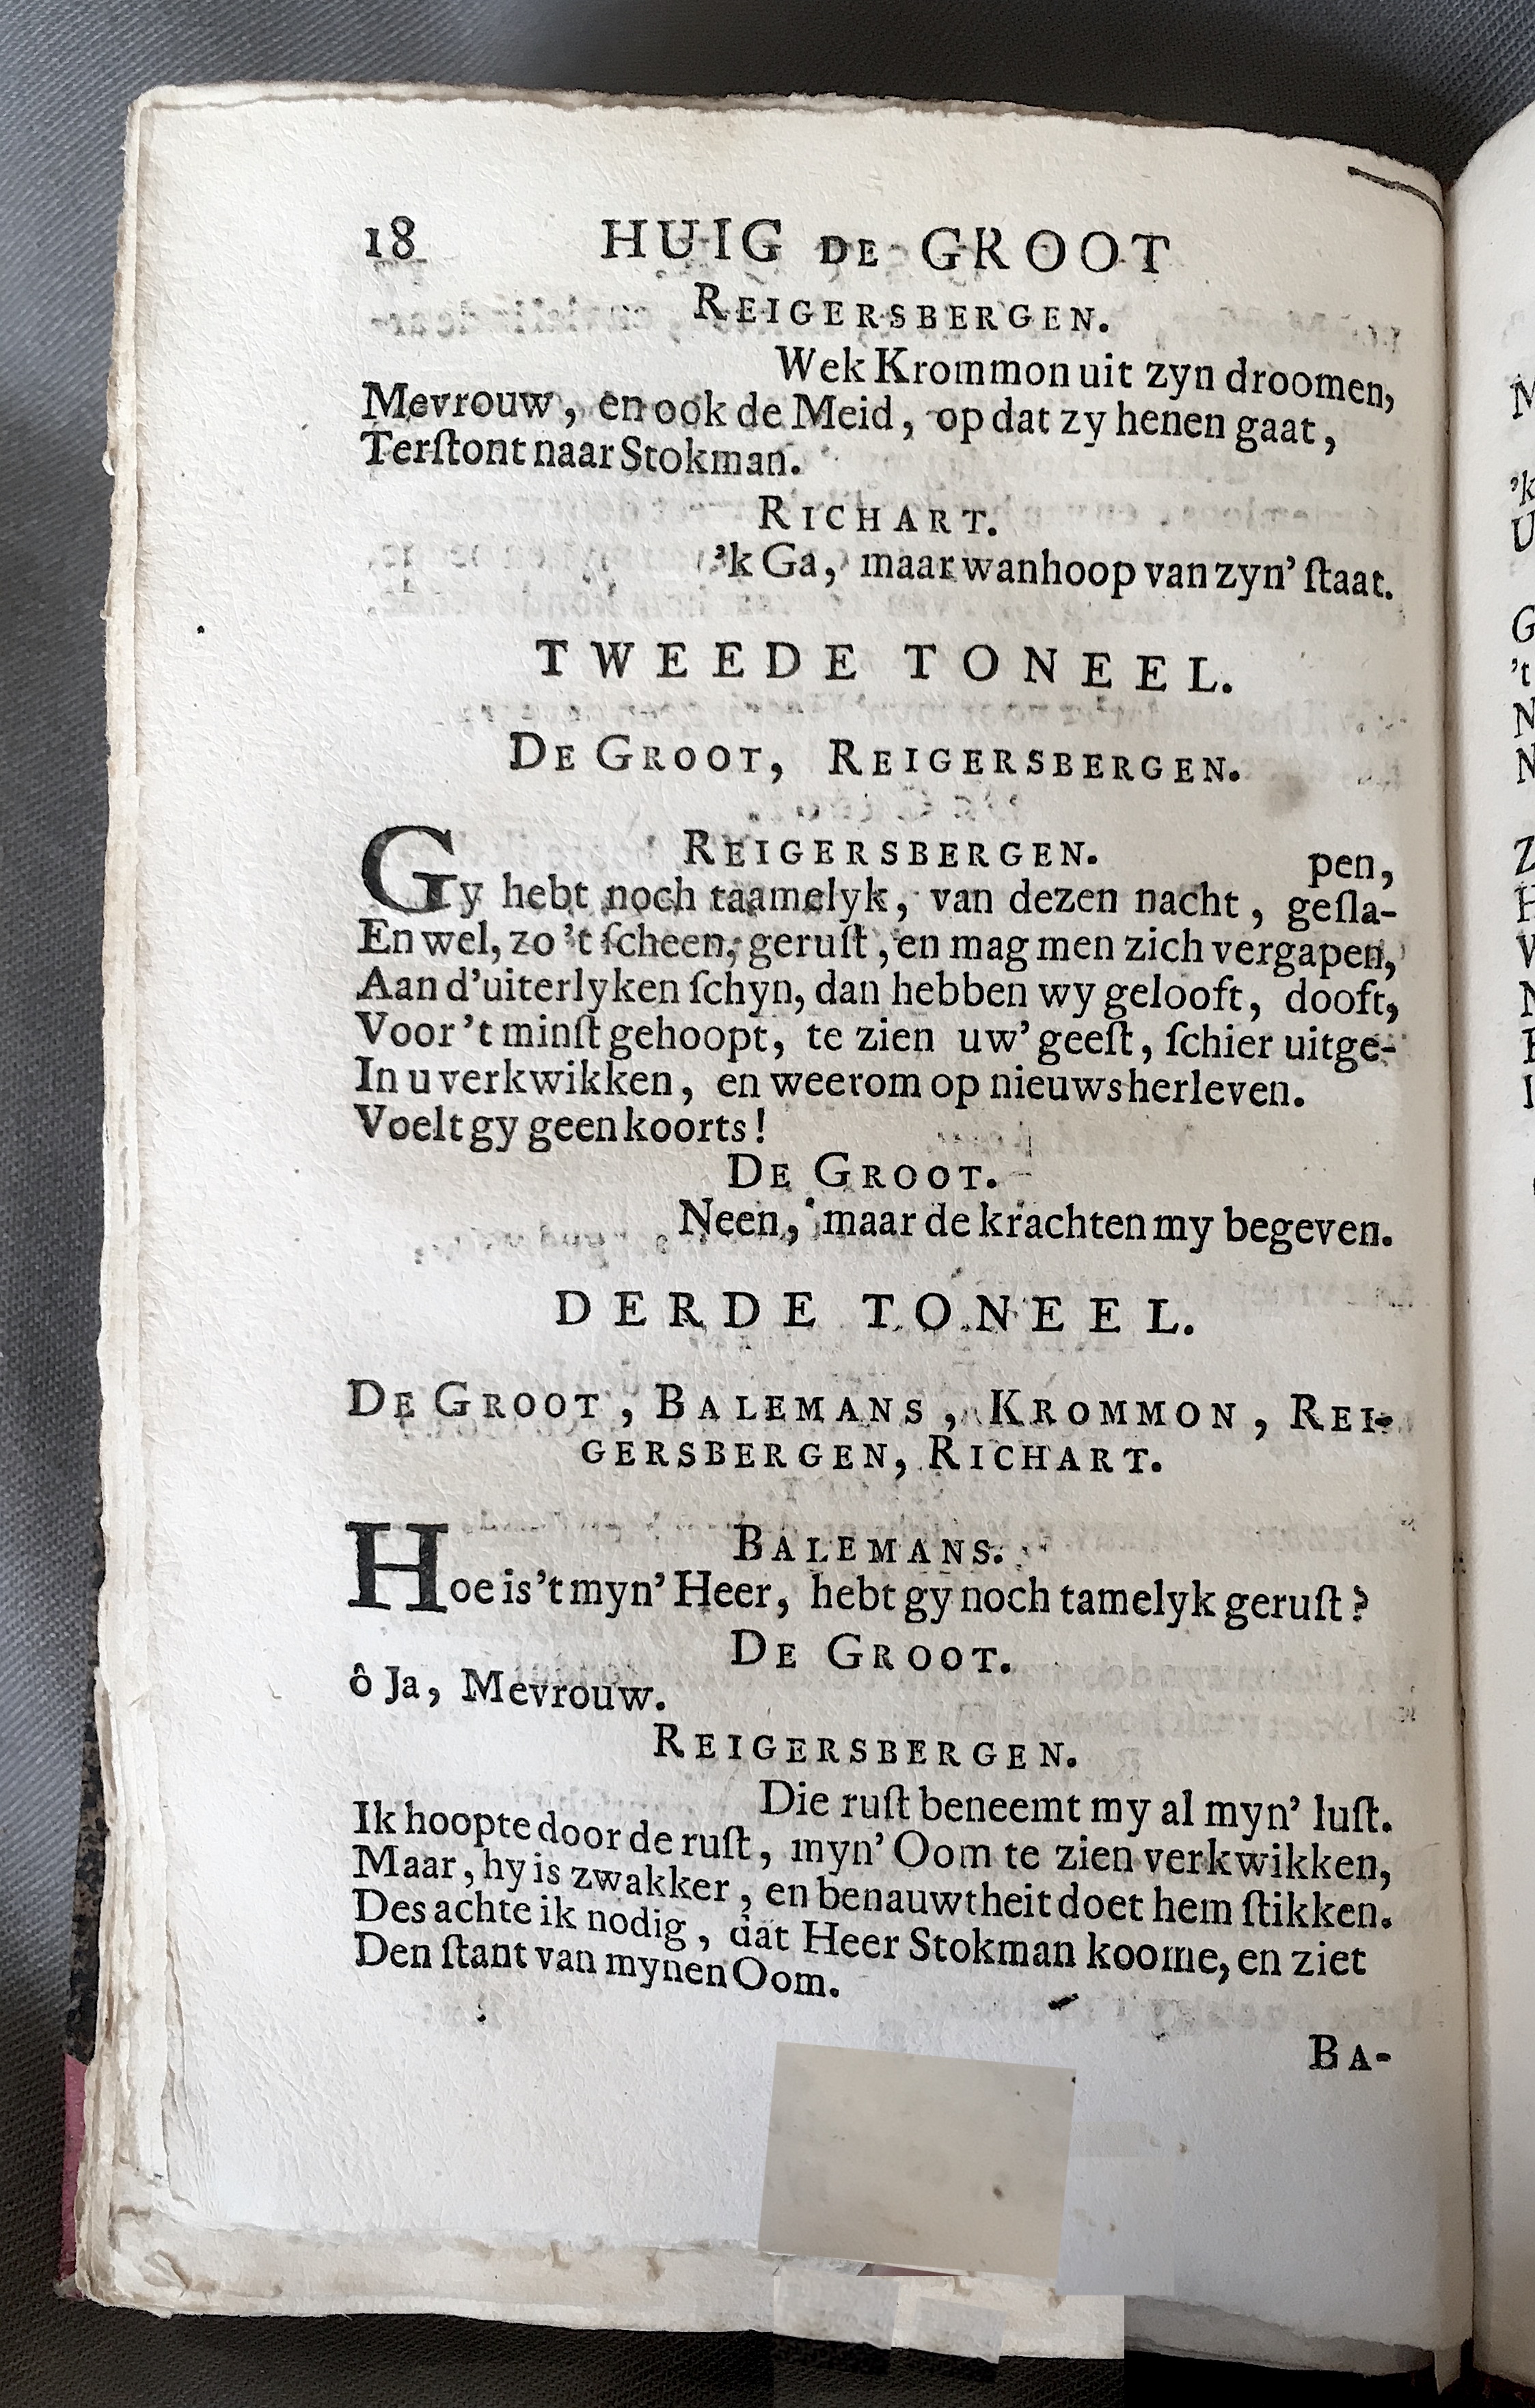 18 HUIG DE GROOT
REIGERSBERGEN.
Wek Krommon uit zyn droomen,
Mevrouw, en ook de Meid, op dat zy henen gaat,
Terſtont naar Stokman.
RICHART.
'k Ga, maar wanhoop van zyn' ſtaat.
TWEEDE TONEEL.
DE GROOT, REIGERSBERGEN.
REIGERSBERGEN. pen,
Gy hebt noch taamelyk, van dezen nacht, geſla-
En wel, zo 't ſcheen, geruſt, en mag men zich vergapen,
Aan d'uiterlyken ſchyn, dan hebben wy gelooft, dooft,
Voor 't minſt gehoopt, te zien uw' geeſt, ſchier uitge-
In u verkwikken, en weerom op nieuws herleven.
Voelt gy geen koorts!
DE GROOT.
Neen, maar de krachten my begeven.
DERDE TONEEL.
DE GROOT, BALEMANS, KROMMON, REI-
GERSBERGEN, RICHART.
BALEMANS.
Hoe is 't myn' Heer, hebt gy noch tamelyk geruſt?
DE GROOT.
ô Ja, Mevrouw.
REIGERSBERGEN.
Die ruſt beneemt my al myn' luſt.
Ik hoopte door de ruſt, myn' Oom te zien verkwikken,
Maar, hy is zwakker, en benauwtheit doet hem ſtikken.
Des achte ik nodig, dat Heer Stokman koome, en ziet
Den ſtant van mynen Oom.
BA-